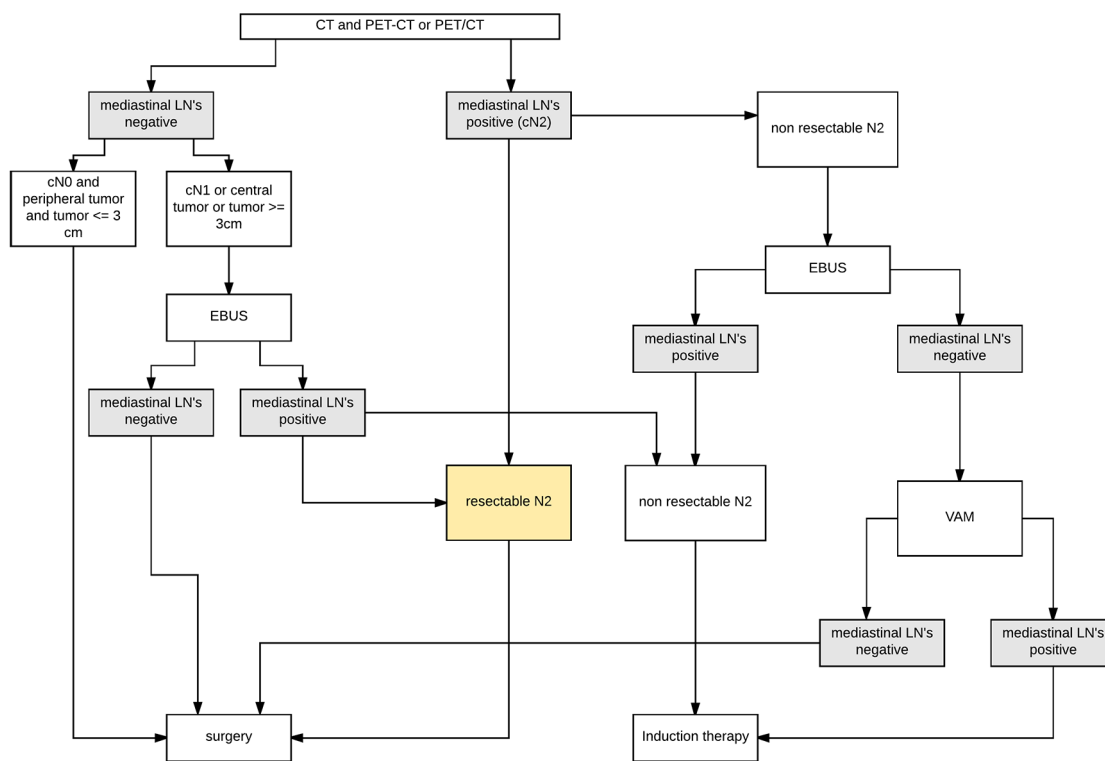 CT and PET-CT or PET/CT
mediastinal LN's
negative
mediastinal LN's
positive (cN2)
non resectable N2
cN0 and
peripheral tumor
and tumor <= 3
cm
cN1 or central
tumor or tumor >=
3cm
EBUS
EBUS
mediastinal LN's
positive
mediastinal LN's
negative
mediastinal LN's
negative
mediastinal LN's
positive
resectable N2
non resectable N2
VAM
mediastinal LN's
negative
mediastinal LN's
positive
surgery
Induction therapy